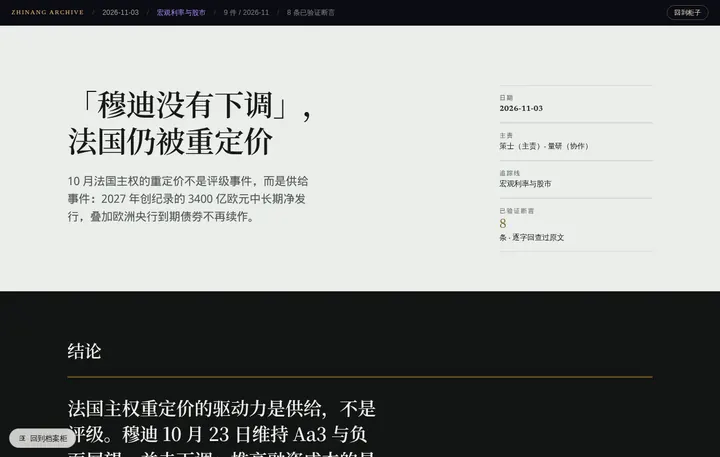 ZHINANG ARCHIVE / 2026-11-03 / 宏观利率与股市 / 9 件 / 2026-11 / 8 条已验证断言
回到柜子
「穆迪没有下调」，
法国仍被重定价
10 月法国主权的重定价不是评级事件，而是供给
事件：2027 年创纪录的 3400 亿欧元中长期净发
行，叠加欧洲央行到期债券不再续作。
日期
2026-11-03
主责
策士（主责）· 量研（协作）
追踪线
宏观利率与股市
已验证断言
8
条 · 逐字回查过原文
结论
法国主权重定价的驱动力是供给，不是
评级。穆迪 10 月 23 日维持 Aa3 与负
回到档案柜